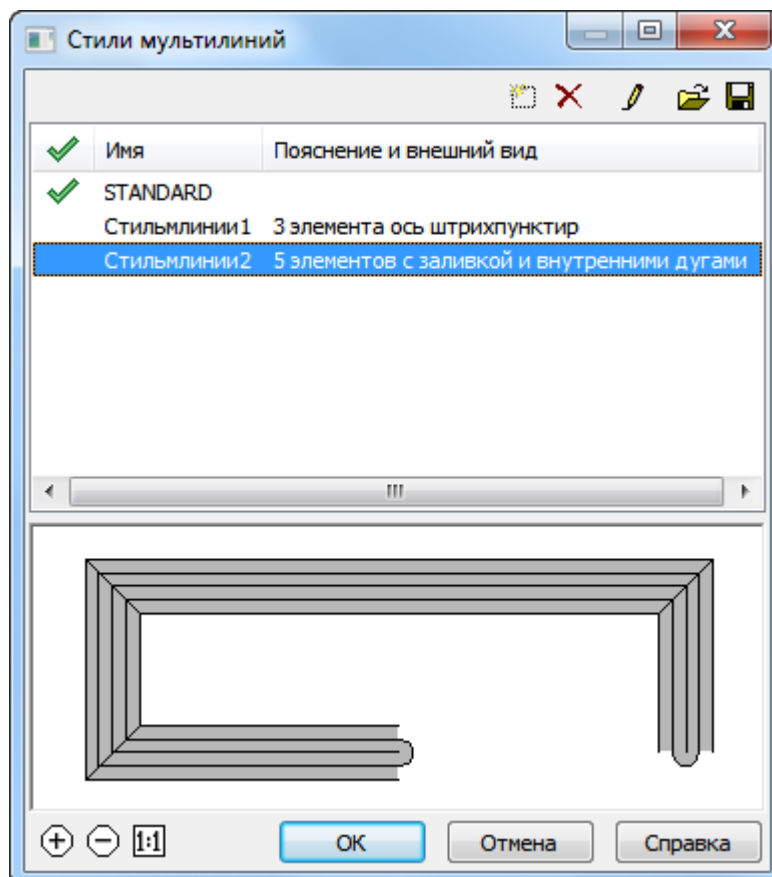 Стили мультилиний
Имя Пояснение и внешний вид
STANDARD
Стильмлинии1 3 элемента ось штрихпунктир
Стильмлинии2 5 элементов с заливкой и внутренними дугами
1:1 ОК Отмена Справка